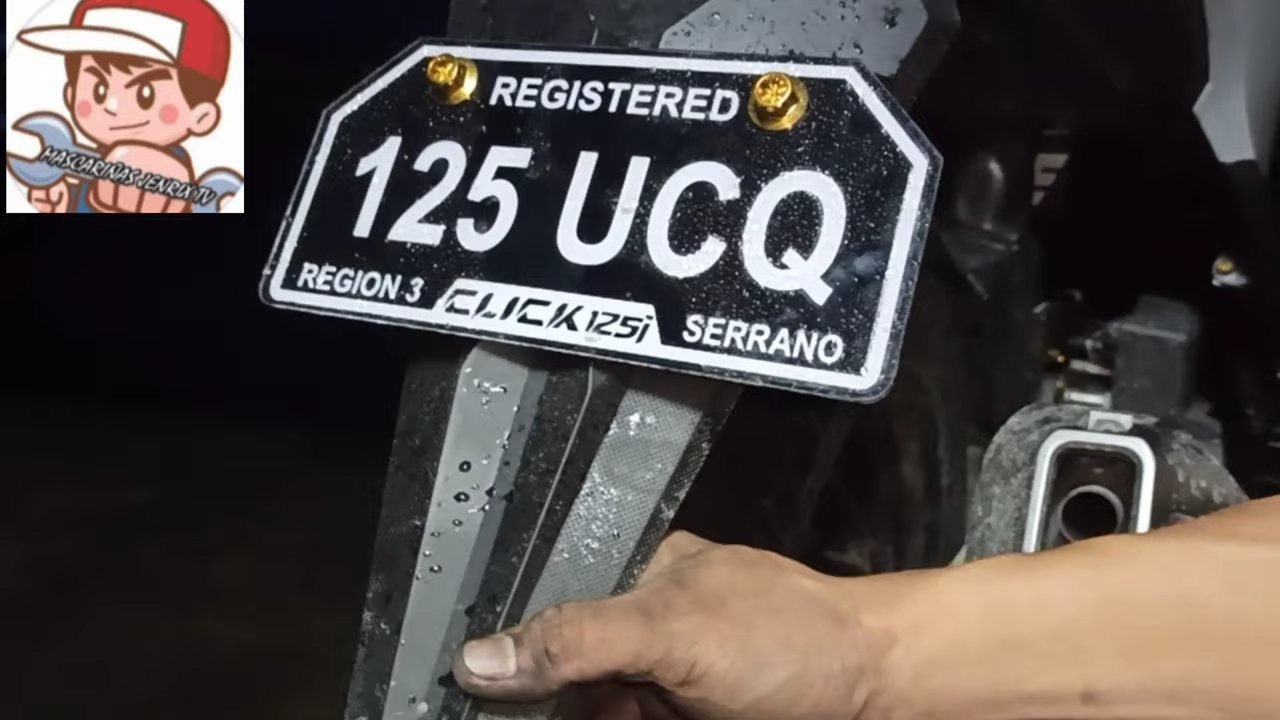 MASCARIÑAS JENRIX TV
REGISTERED
125 UCQ
REGION 3 CLICK125i SERRANO